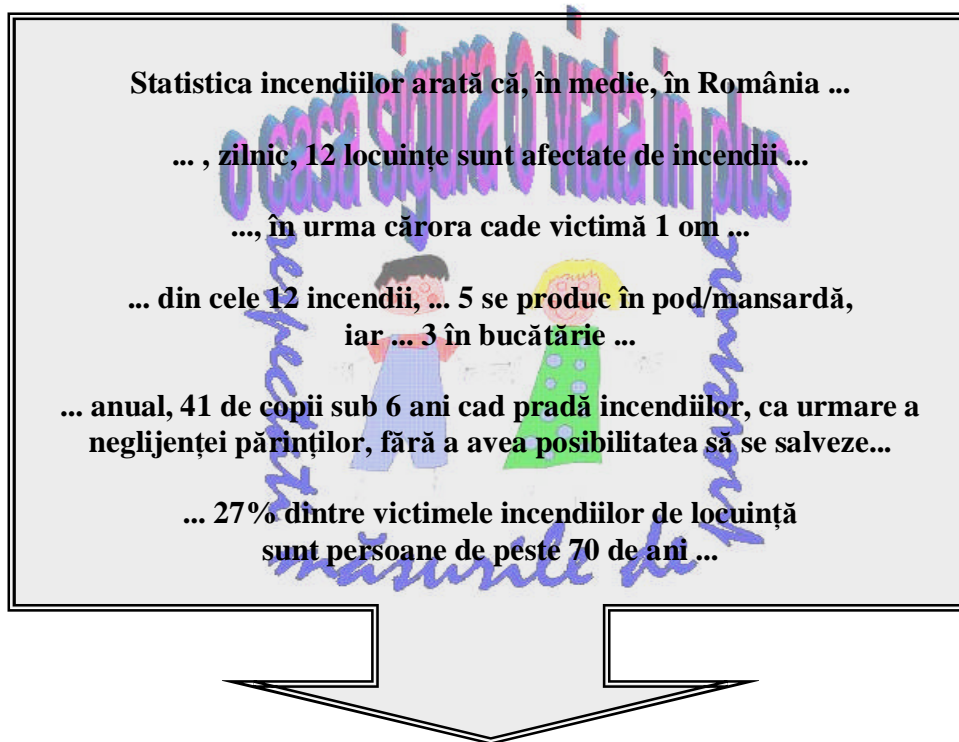 Statistica incendiilor arată că, în medie, în România ...
... , zilnic, 12 locuințe sunt afectate de incendii ...
..., în urma cărora cade victimă 1 om ...
... din cele 12 incendii, ... 5 se produc în pod/mansardă,
iar ... 3 în bucătărie ...
... anual, 41 de copii sub 6 ani cad pradă incendiilor, ca urmare a
neglijenței părinților, fără a avea posibilitatea să se salveze...
... 27% dintre victimele incendiilor de locuință
sunt persoane de peste 70 de ani ...
o casa sigura o viata in plus
respectiti
măsurile de